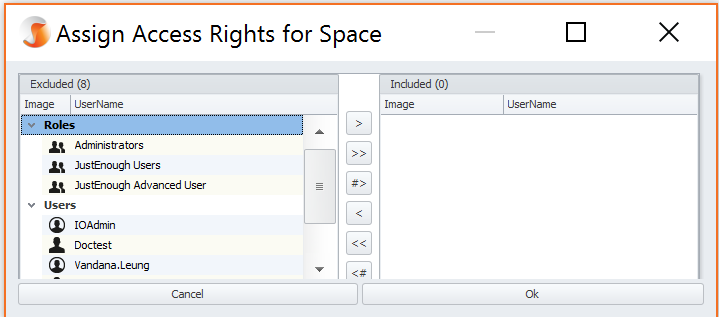 Assign Access Rights for Space
Excluded (8)
Image UserName
Roles
Administrators
JustEnough Users
JustEnough Advanced User
Users
IOAdmin
Doctest
Vandana.Leung
>
>>
#>
<
<<
<#
Included (0)
Image UserName
Cancel
Ok